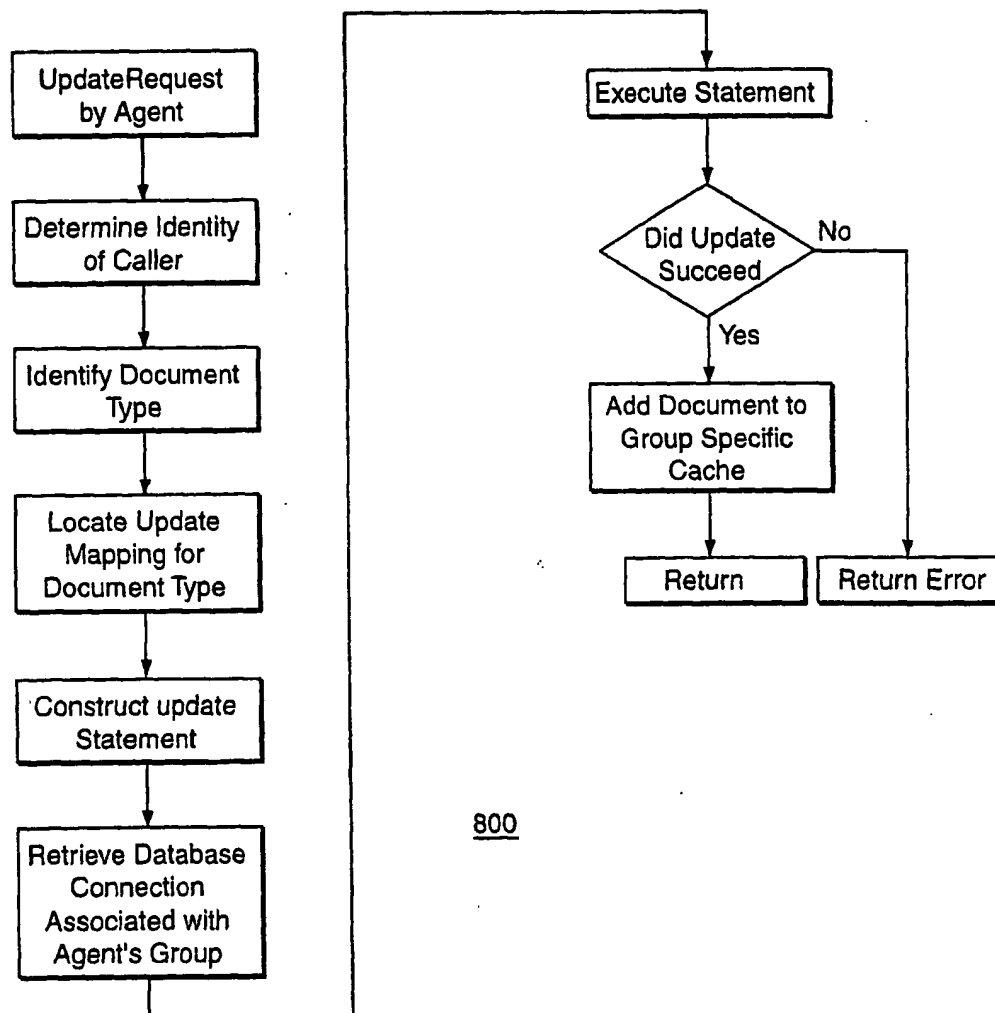 UpdateRequest
by Agent
Determine Identity
of Caller
Identify Document
Type
Locate Update
Mapping for
Document Type
Construct update
Statement
Retrieve Database
Connection
Associated with
Agent's Group
Execute Statement
Did Update
Succeed
No
Yes
Add Document to
Group Specific
Cache
Return
Return Error
800